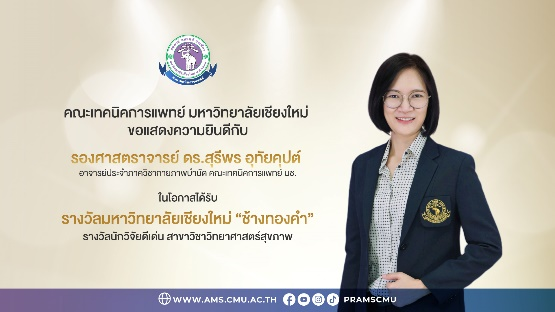 คณะเทคนิคการแพทย์ มหาวิทยาลัยเชียงใหม่
ขอแสดงความยินดีกับ
รองศาสตราจารย์ ดร.สุรีพร อุทัยคุปต์
อาจารย์ประจำภาควิชากายภาพบำบัด คณะเทคนิคการแพทย์ มช.
ในโอกาสได้รับ
รางวัลมหาวิทยาลัยเชียงใหม่ “ช้างทองคำ”
รางวัลนักวิจัยดีเด่น สาขาวิชาวิทยาศาสตร์สุขภาพ
WWW.AMS.CMU.AC.TH PRAMSCMU